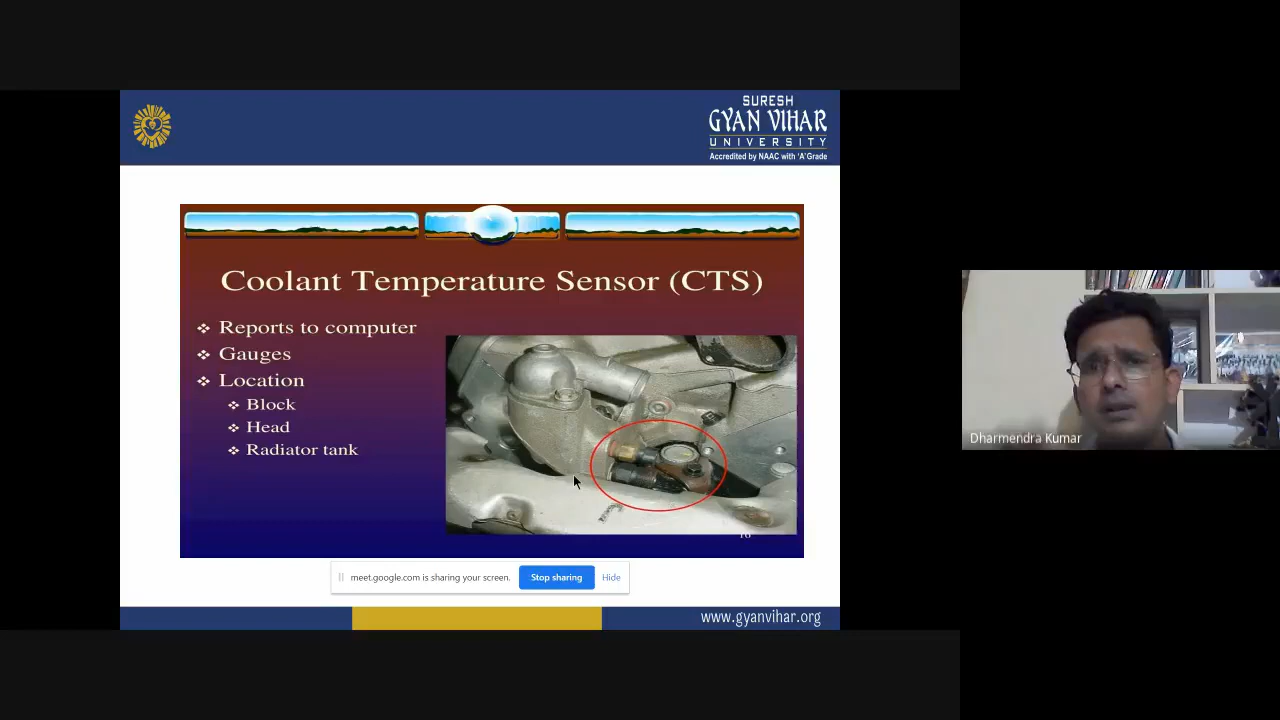 SURESH
GYAN VIHAR
UNIVERSITY
Accredited by NAAC with 'A' Grade
Coolant Temperature Sensor (CTS)
Reports to computer
Gauges
Location
Block
Head
Radiator tank
16
meet.google.com is sharing your screen.
Stop sharing
Hide
www.gyanvihar.org
Dharmendra Kumar